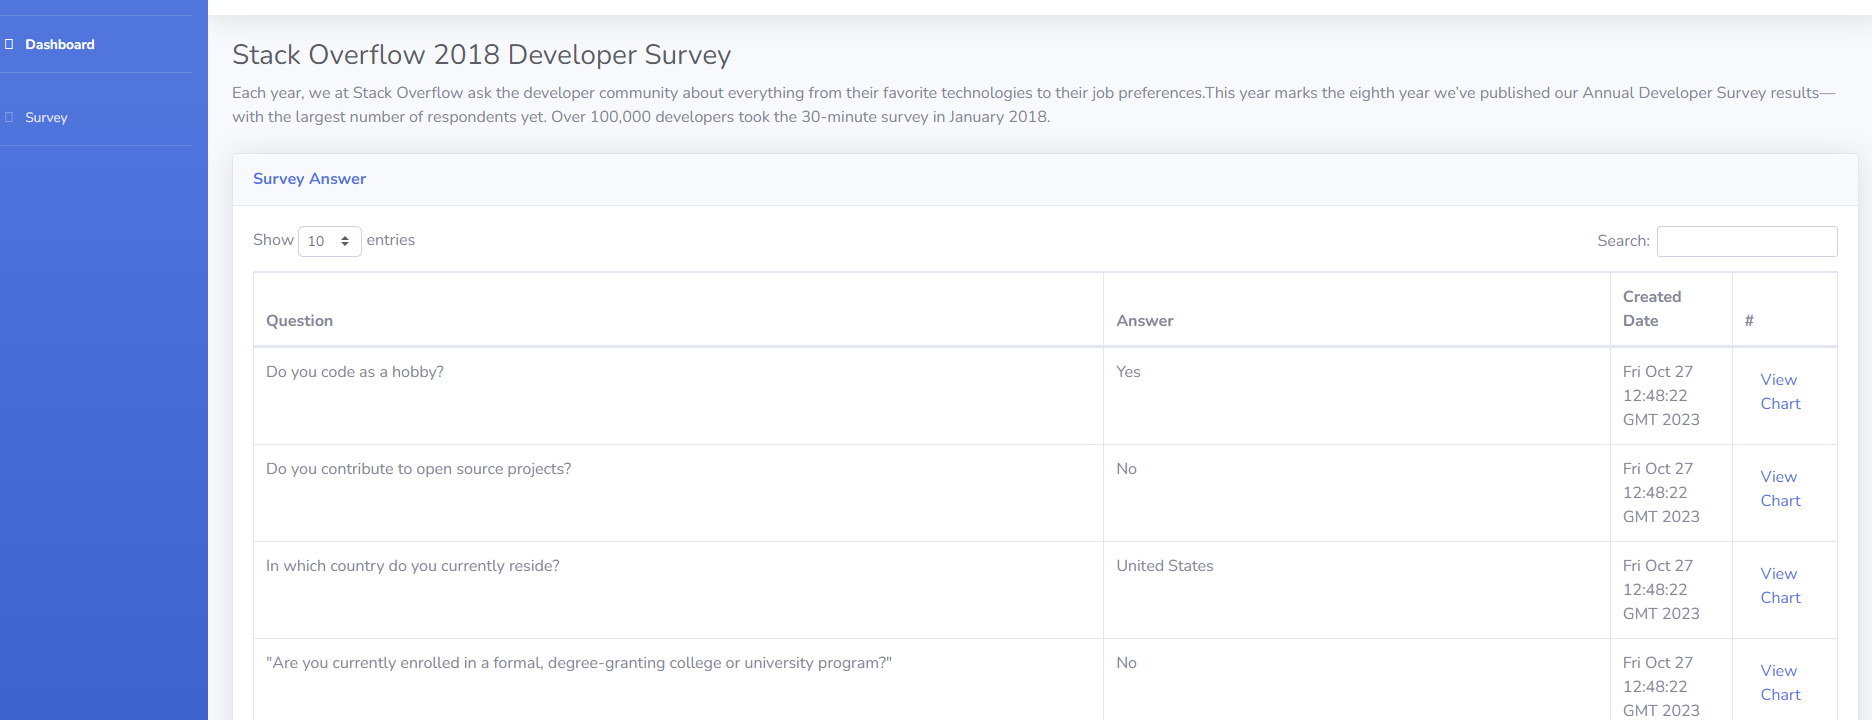 Dashboard
Survey
Stack Overflow 2018 Developer Survey
Each year, we at Stack Overflow ask the developer community about everything from their favorite technologies to their job preferences.This year marks the eighth year we've published our Annual Developer Survey results—
with the largest number of respondents yet. Over 100,000 developers took the 30-minute survey in January 2018.
Survey Answer
Show 10 entries
Search:
Question
Answer
Created
Date
#
Do you code as a hobby?
Yes
Fri Oct 27
12:48:22
GMT 2023
View
Chart
Do you contribute to open source projects?
No
Fri Oct 27
12:48:22
GMT 2023
View
Chart
In which country do you currently reside?
United States
Fri Oct 27
12:48:22
GMT 2023
View
Chart
"Are you currently enrolled in a formal, degree-granting college or university program?"
No
Fri Oct 27
12:48:22
GMT 2023
View
Chart